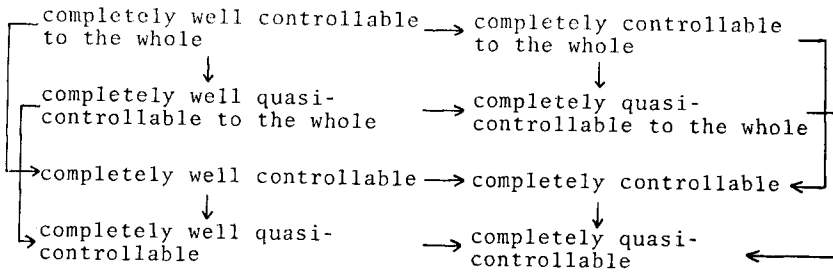 completely well controllable
to the whole
completely controllable
to the whole
completely well quasi-
controllable to the whole
completely quasi-
controllable to the whole
completely well controllable
completely controllable
completely well quasi-
controllable
completely quasi-
controllable